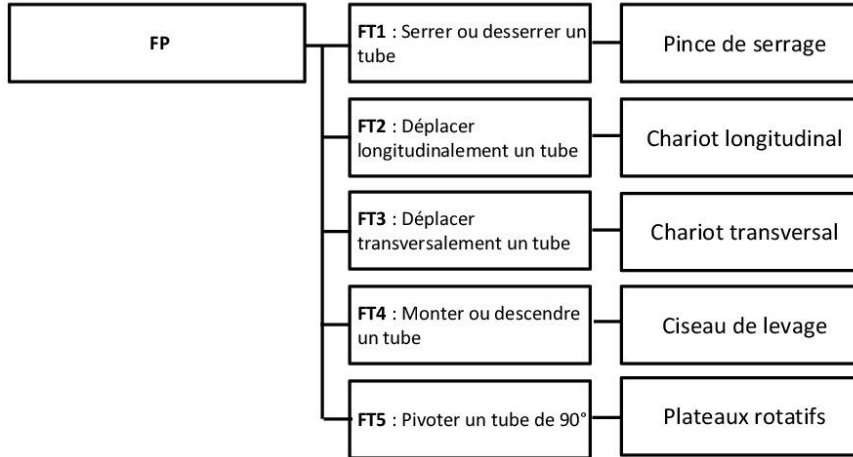 FP
FT1 : Serrer ou desserrer un
tube
Pince de serrage
FT2 : Déplacer
longitudinalement un tube
Chariot longitudinal
FT3 : Déplacer
transversalement un tube
Chariot transversal
FT4 : Monter ou descendre
un tube
Ciseau de levage
FT5 : Pivoter un tube de 90°
Plateaux rotatifs